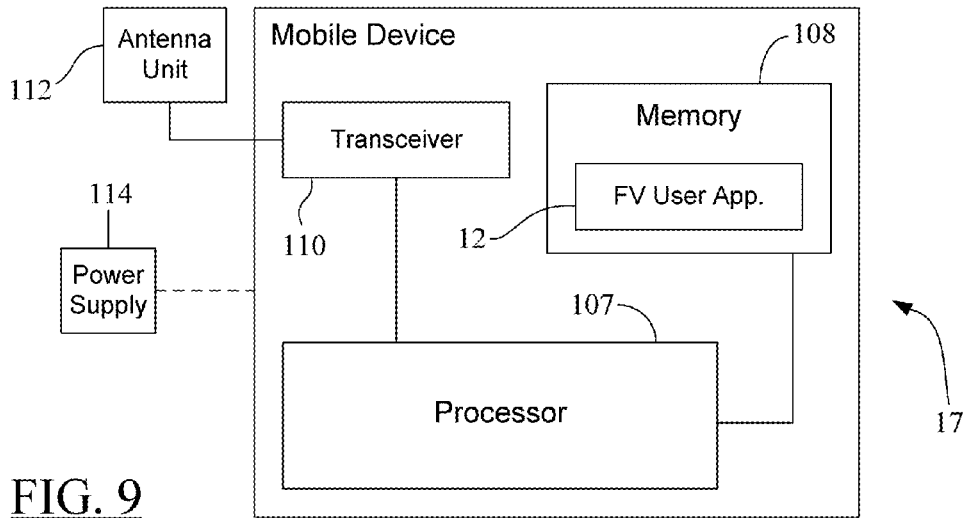 Antenna
Unit
112
Mobile Device
108
Memory
Transceiver
FV User App.
12
110
114
Power
Supply
107
Processor
17
FIG. 9